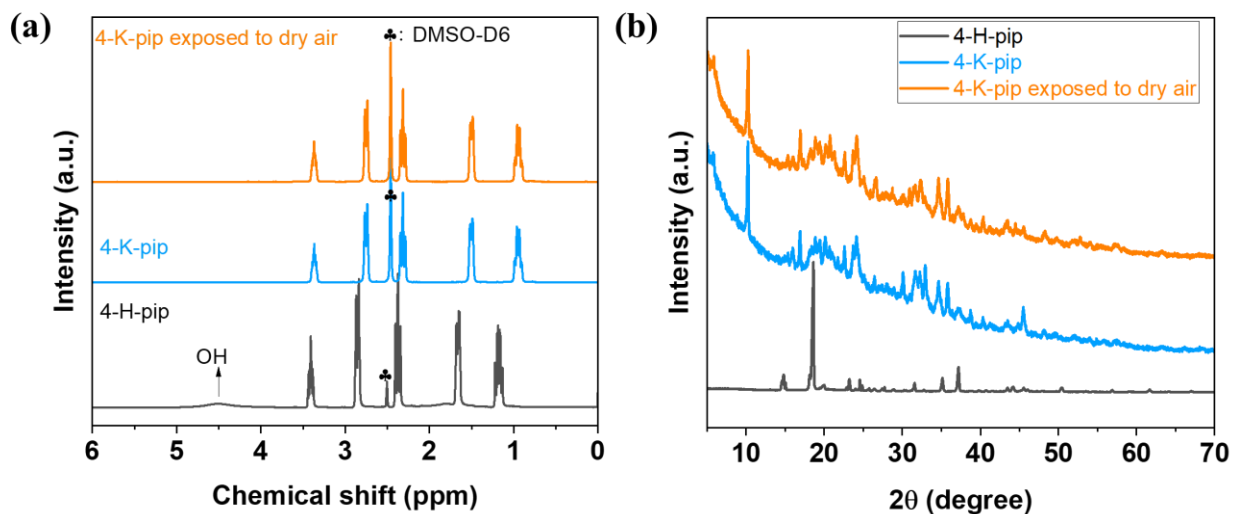 (a)
4-K-pip exposed to dry air
♣: DMSO-D6
♣
4-K-pip
4-H-pip
OH
♣
6 5 4 3 2 1 0
Chemical shift (ppm)
Intensity (a.u.)
(b)
4-H-pip
4-K-pip
4-K-pip exposed to dry air
10 20 30 40 50 60 70
2θ (degree)
Intensity (a.u.)